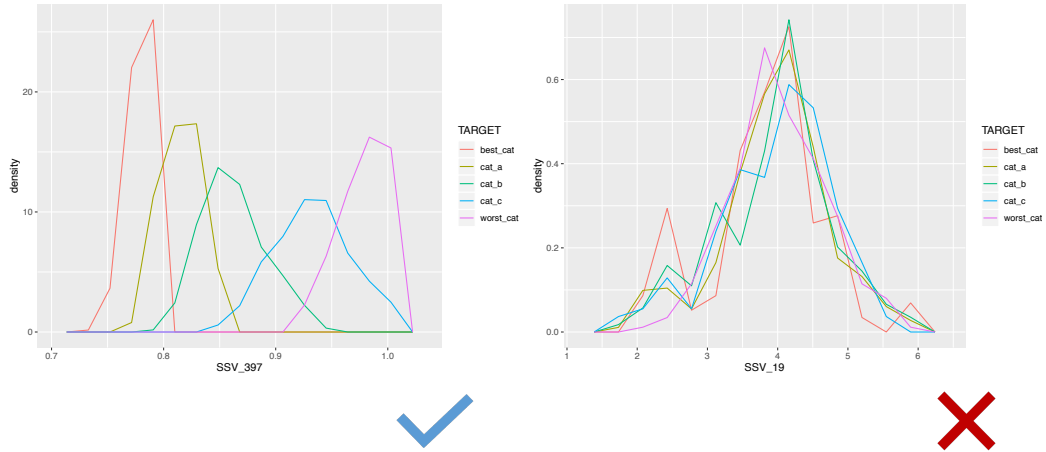 density
20
10
0
0.7 0.8 0.9 1.0
SSV_397
TARGET
best_cat
cat_a
cat_b
cat_c
worst_cat
density
0.6
0.4
0.2
0.0
1 2 3 4 5 6
SSV_19
TARGET
best_cat
cat_a
cat_b
cat_c
worst_cat